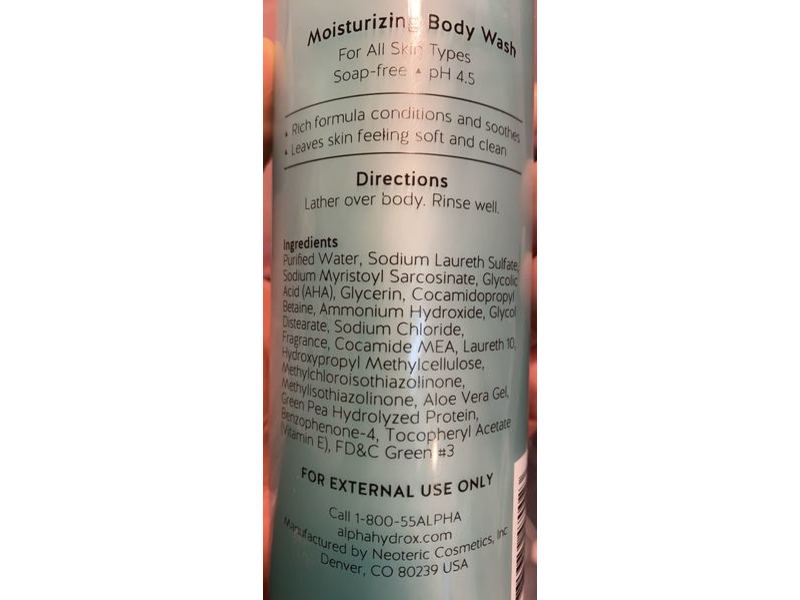 Moisturizing Body Wash
For All Skin Types
Soap-free ▲ pH 4.5
▲ Rich formula conditions and soothes
▲ Leaves skin feeling soft and clean
Directions
Lather over body. Rinse well.
Ingredients
Purified Water, Sodium Laureth Sulfate,
Sodium Myristoyl Sarcosinate, Glycolic
Acid (AHA), Glycerin, Cocamidopropyl
Betaine, Ammonium Hydroxide, Glycol
Distearate, Sodium Chloride,
Fragrance, Cocamide MEA, Laureth 10,
Hydroxypropyl Methylcellulose,
Methylchloroisothiazolinone,
Methylisothiazolinone, Aloe Vera Gel,
Green Pea Hydrolyzed Protein,
Benzophenone-4, Tocopheryl Acetate
(Vitamin E), FD&C Green #3
FOR EXTERNAL USE ONLY
Call 1-800-55ALPHA
alphahydrox.com
Manufactured by Neoteric Cosmetics, Inc.
Denver, CO 80239 USA